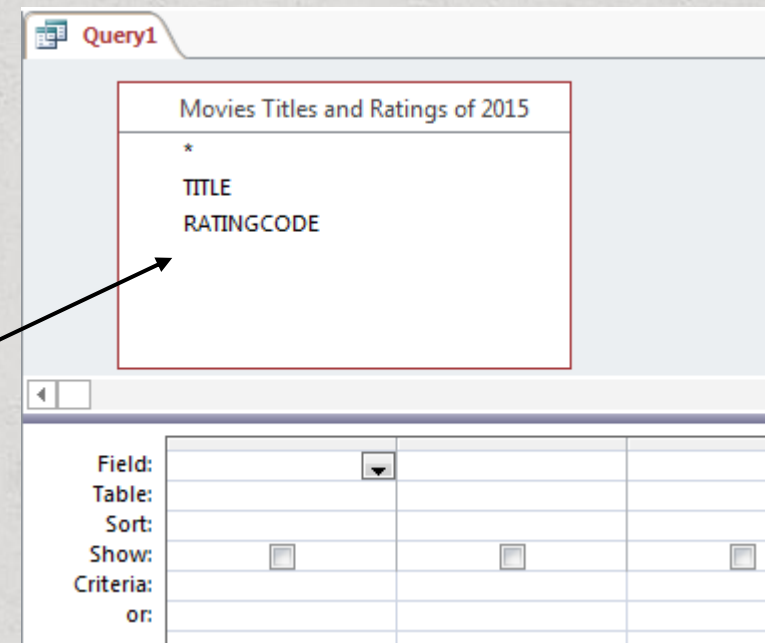 Query1
Movies Titles and Ratings of 2015
*
TITLE
RATINGCODE
Field:
Table:
Sort:
Show:
Criteria:
or: